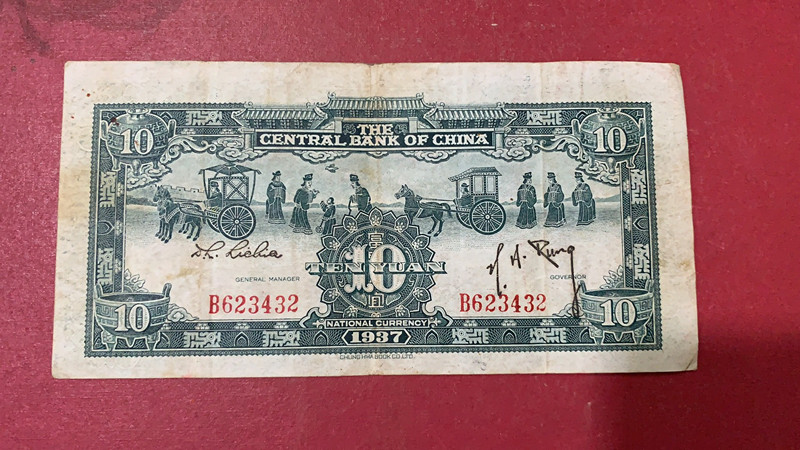 THE
CENTRAL BANK OF CHINA
10 10
TEN YUAN
10
GENERAL MANAGER GOVERNOR
B623432 B623432
10 10
NATIONAL CURRENCY
1937
CHUNG HWA BOOK CO. LTD.